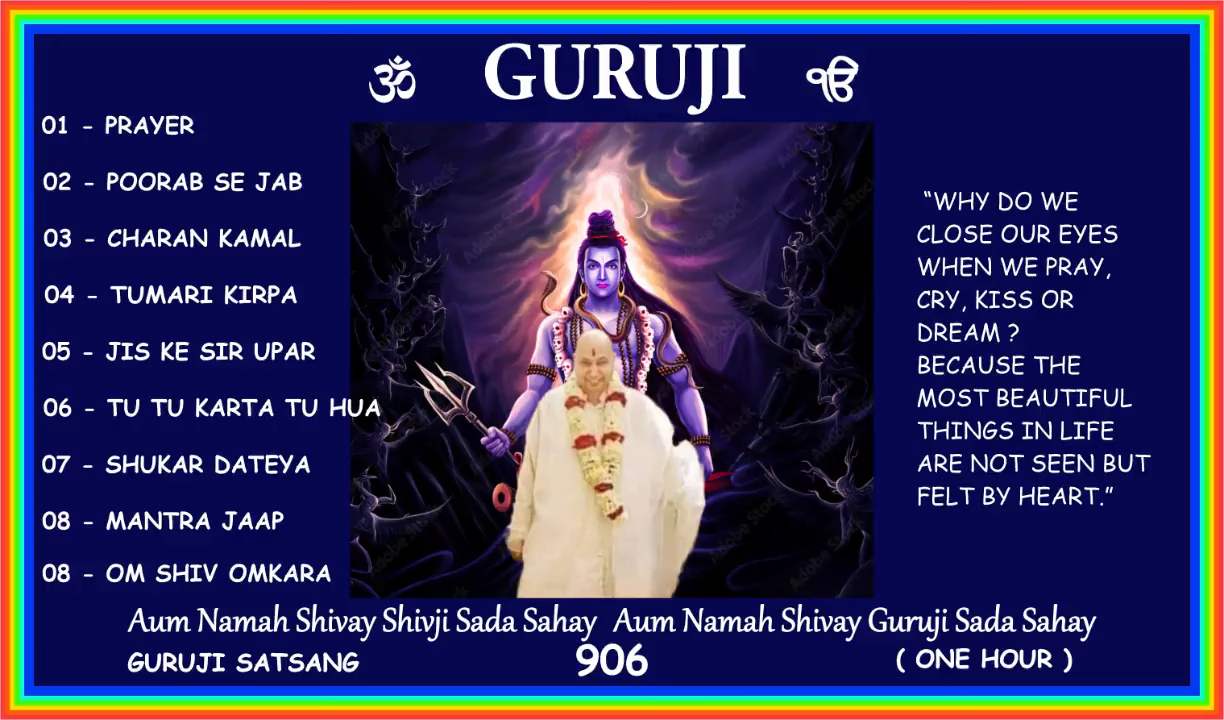 ॐ GURUJI ੴ
01 - PRAYER
02 - POORAB SE JAB
03 - CHARAN KAMAL
04 - TUMARI KIRPA
05 - JIS KE SIR UPAR
06 - TU TU KARTA TU HUA
07 - SHUKAR DATEYA
08 - MANTRA JAAP
08 - OM SHIV OMKARA
“WHY DO WE
CLOSE OUR EYES
WHEN WE PRAY,
CRY, KISS OR
DREAM ?
BECAUSE THE
MOST BEAUTIFUL
THINGS IN LIFE
ARE NOT SEEN BUT
FELT BY HEART.”
Aum Namah Shivay Shivji Sada Sahay Aum Namah Shivay Guruji Sada Sahay
GURUJI SATSANG 906 ( ONE HOUR )
Adobe Stock